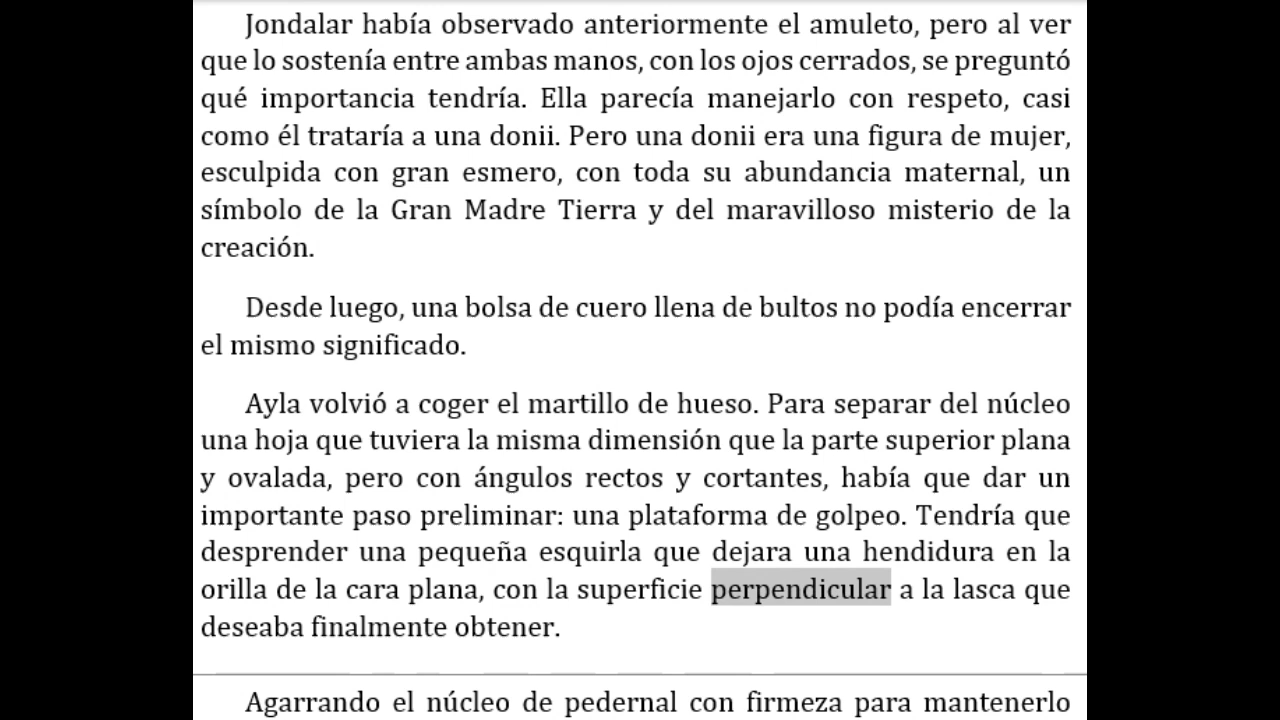 Jondalar había observado anteriormente el amuleto, pero al ver
que lo sostenía entre ambas manos, con los ojos cerrados, se preguntó
qué importancia tendría. Ella parecía manejarlo con respeto, casi
como él trataría a una donii. Pero una donii era una figura de mujer,
esculpida con gran esmero, con toda su abundancia maternal, un
símbolo de la Gran Madre Tierra y del maravilloso misterio de la
creación.
Desde luego, una bolsa de cuero llena de bultos no podía encerrar
el mismo significado.
Ayla volvió a coger el martillo de hueso. Para separar del núcleo
una hoja que tuviera la misma dimensión que la parte superior plana
y ovalada, pero con ángulos rectos y cortantes, había que dar un
importante paso preliminar: una plataforma de golpeo. Tendría que
desprender una pequeña esquirla que dejara una hendidura en la
orilla de la cara plana, con la superficie perpendicular a la lasca que
deseaba finalmente obtener.
Agarrando el núcleo de pedernal con firmeza para mantenerlo